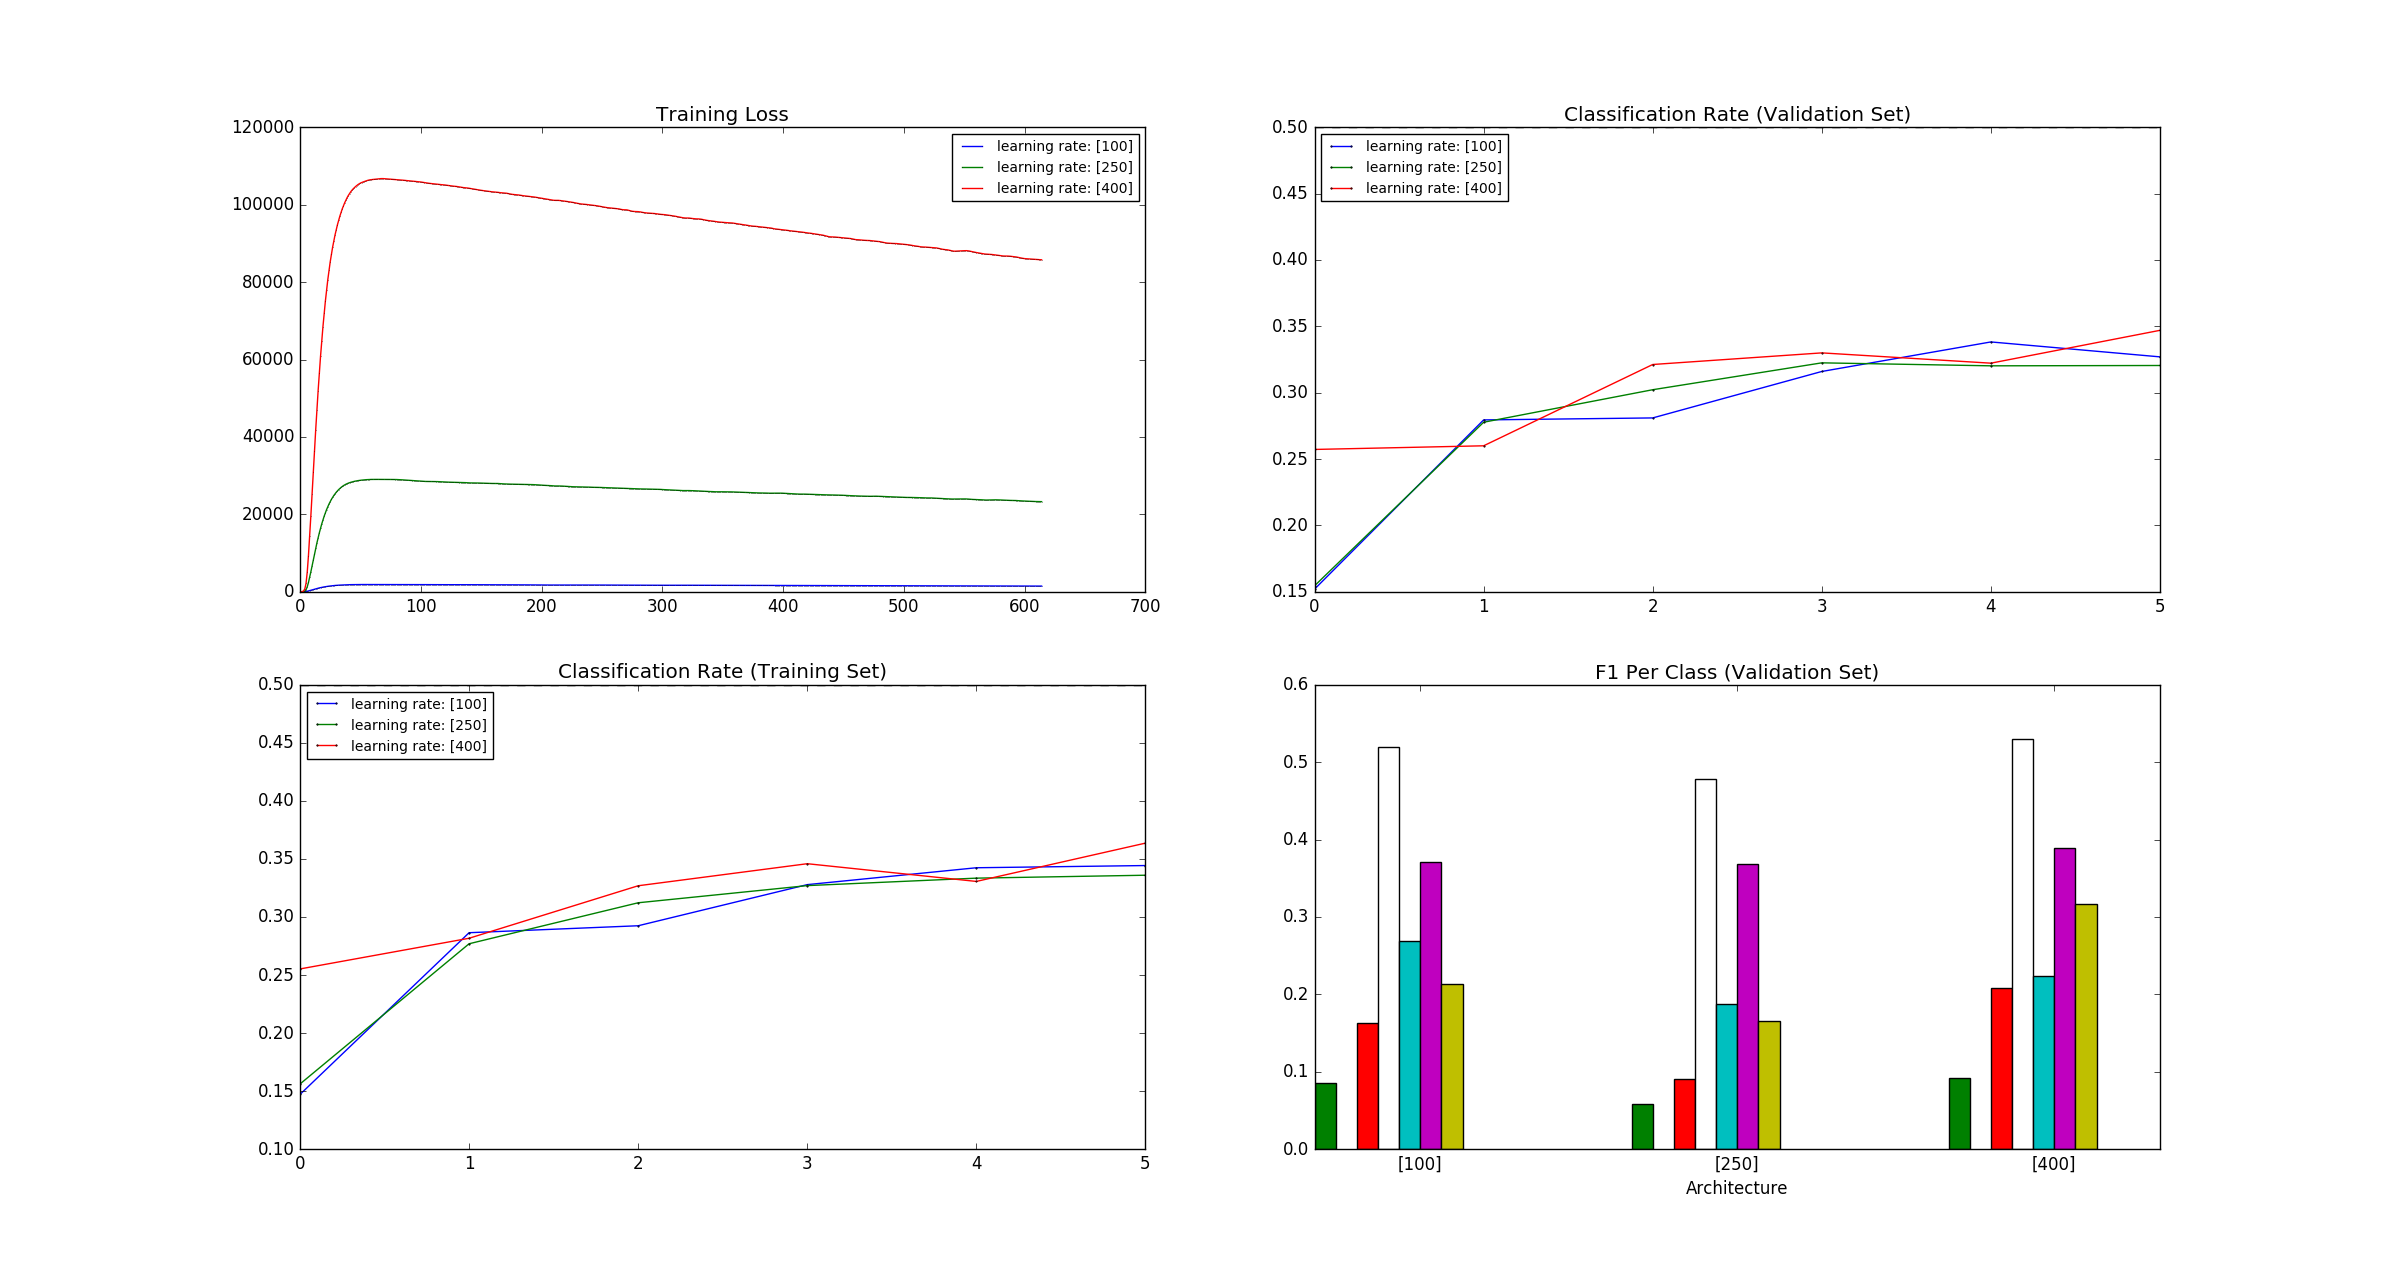 Training Loss
120000
100000
80000
60000
40000
20000
0
0 100 200 300 400 500 600 700
learning rate: [100]
learning rate: [250]
learning rate: [400]
Classification Rate (Validation Set)
0.50
0.45
0.40
0.35
0.30
0.25
0.20
0.15
0 1 2 3 4 5
learning rate: [100]
learning rate: [250]
learning rate: [400]
Classification Rate (Training Set)
0.50
0.45
0.40
0.35
0.30
0.25
0.20
0.15
0.10
0 1 2 3 4 5
learning rate: [100]
learning rate: [250]
learning rate: [400]
F1 Per Class (Validation Set)
0.6
0.5
0.4
0.3
0.2
0.1
0.0
[100] [250] [400]
Architecture